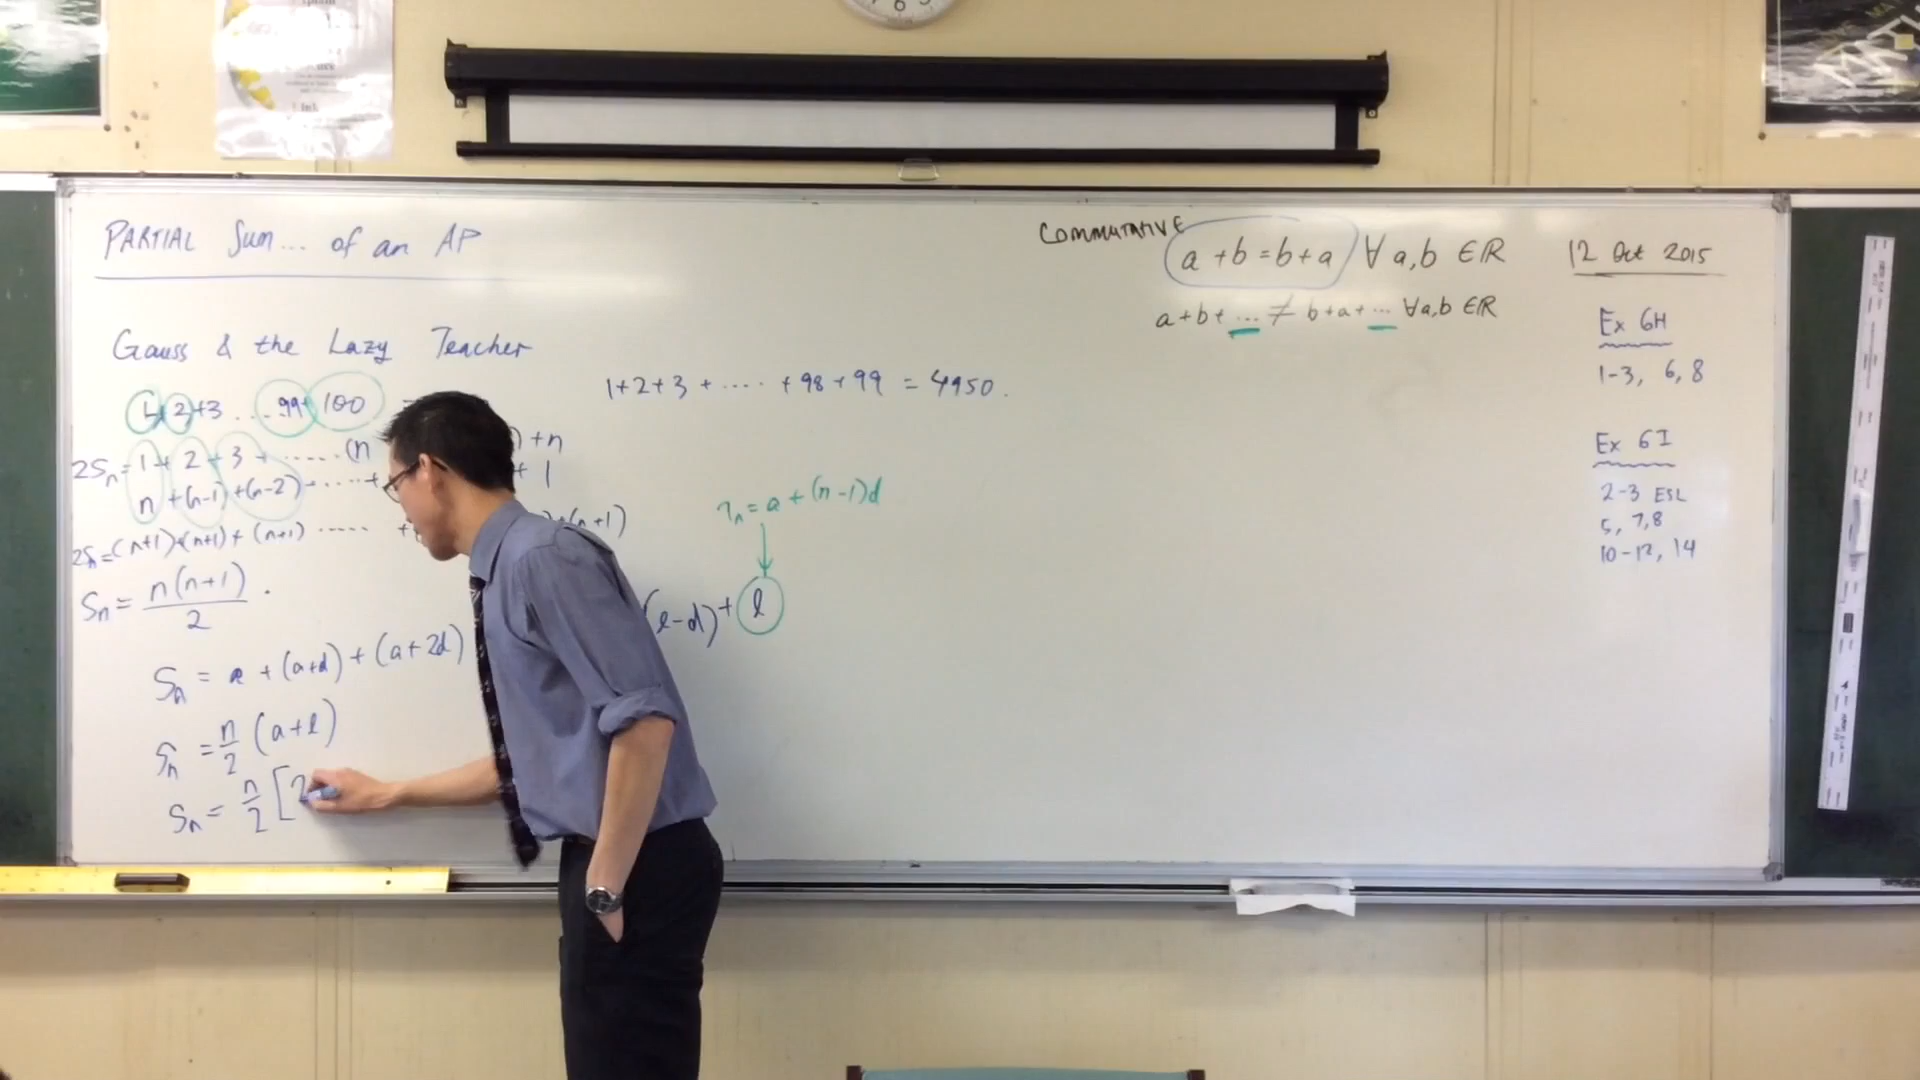 PARTIAL Sum... of an AP
Gauss & the Lazy Teacher
1+2+3 ... 99+100 =
2Sn = 1 + 2 + 3 + ...... (n ) + n
n + (n-1) + (n-2) + ..... + + 1
2Sn = (n+1) + (n+1) + (n+1) ..... + + (n+1)
Sn = n(n+1)/2 .
Sn = a + (a+d) + (a+2d) (l-d) + l
Sn = n/2 (a+l)
Sn = n/2 [2
1+2+3 + ..... + 98 + 99 = 4950.
Tn = a + (n-1)d
COMMUTATIVE
a+b = b+a ∀ a,b ∈ℝ
a+b+ ... ≠ b+a+ ... ∀a,b ∈ℝ
12 Oct 2015
Ex 6H
1-3, 6, 8
Ex 6I
2-3 ESL
5, 7, 8
10-12, 14